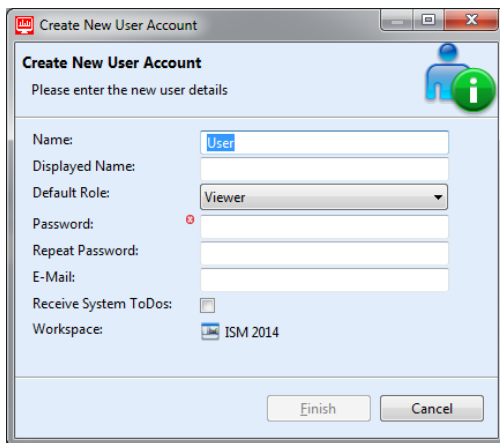 Create New User Account
Create New User Account
Please enter the new user details
Name: User
Displayed Name:
Default Role: Viewer
Password:
Repeat Password:
E-Mail:
Receive System ToDos:
Workspace: ISM 2014
Finish Cancel